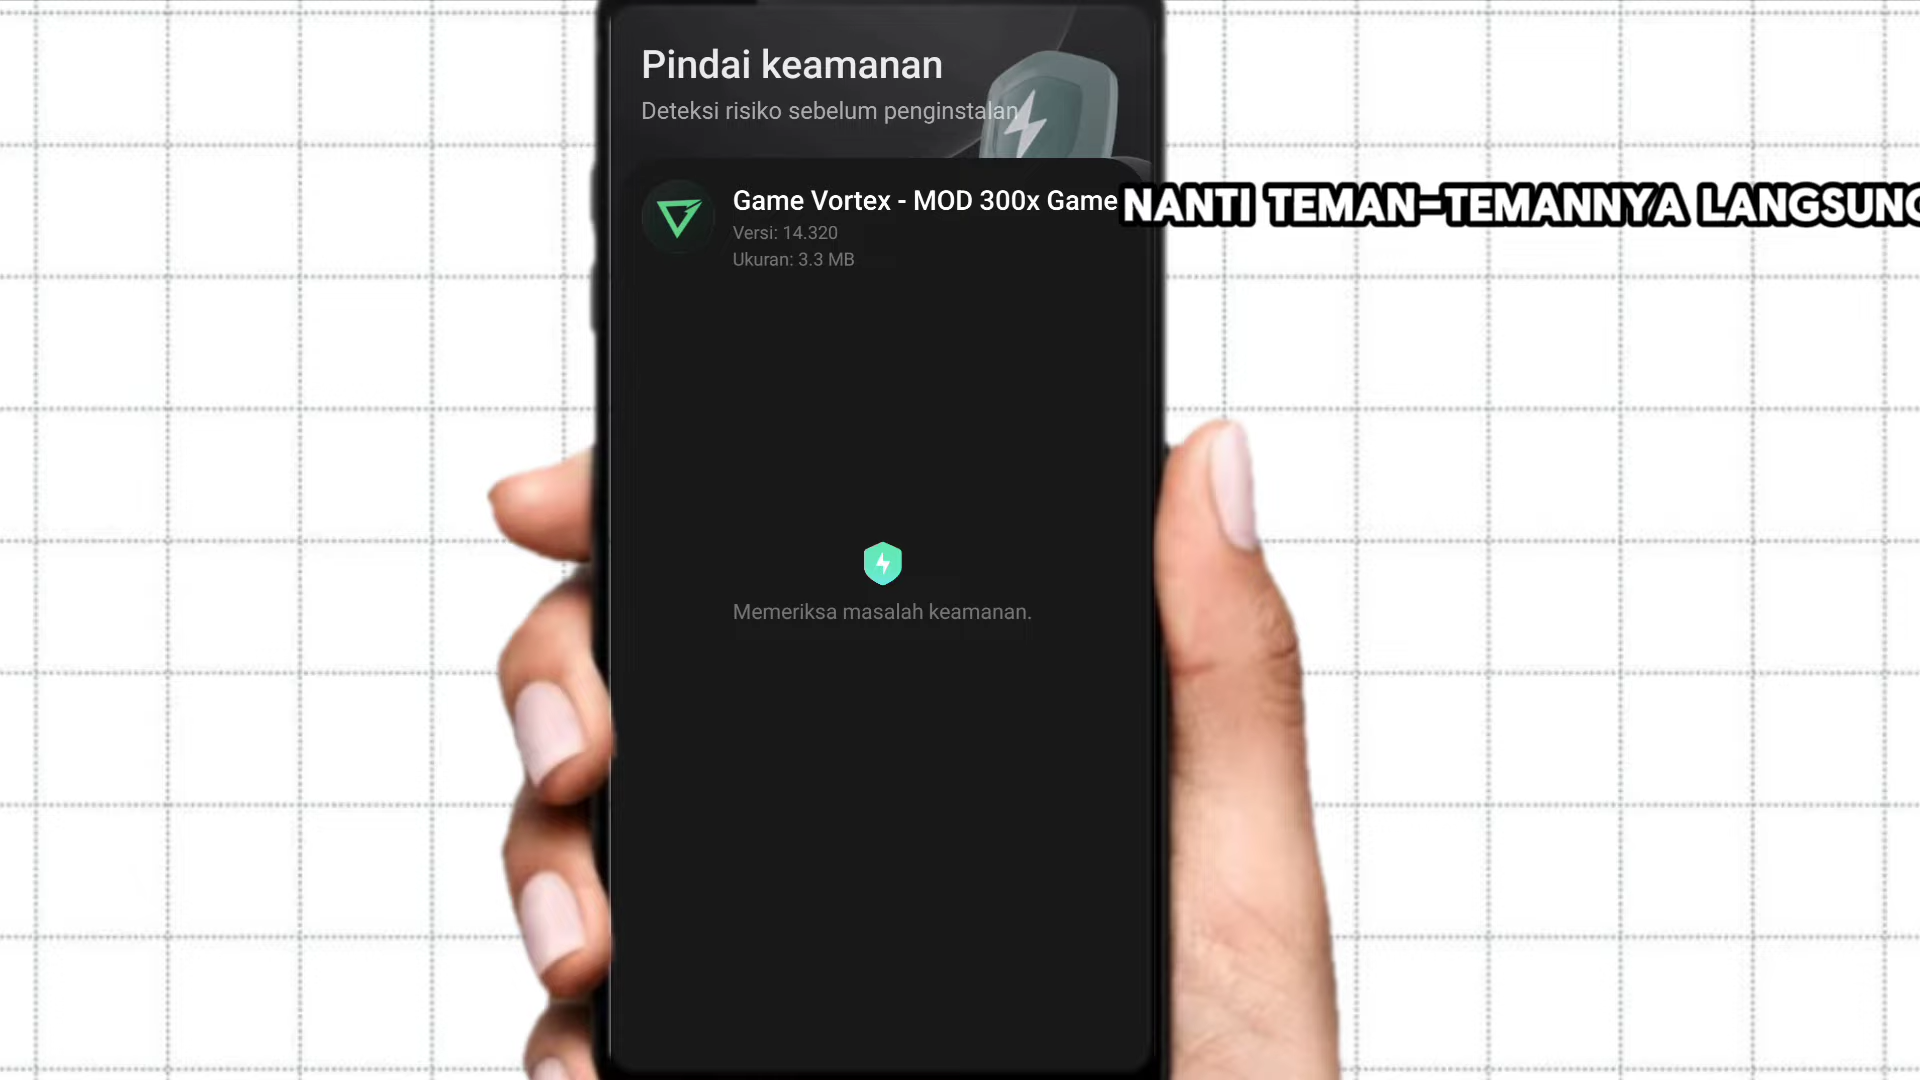 Pindai keamanan
Deteksi risiko sebelum penginstalan
Game Vortex - MOD 300x Game
NANTI TEMAN-TEMANNYA LANGSUNG
Versi: 14.320
Ukuran: 3.3 MB
Memeriksa masalah keamanan.